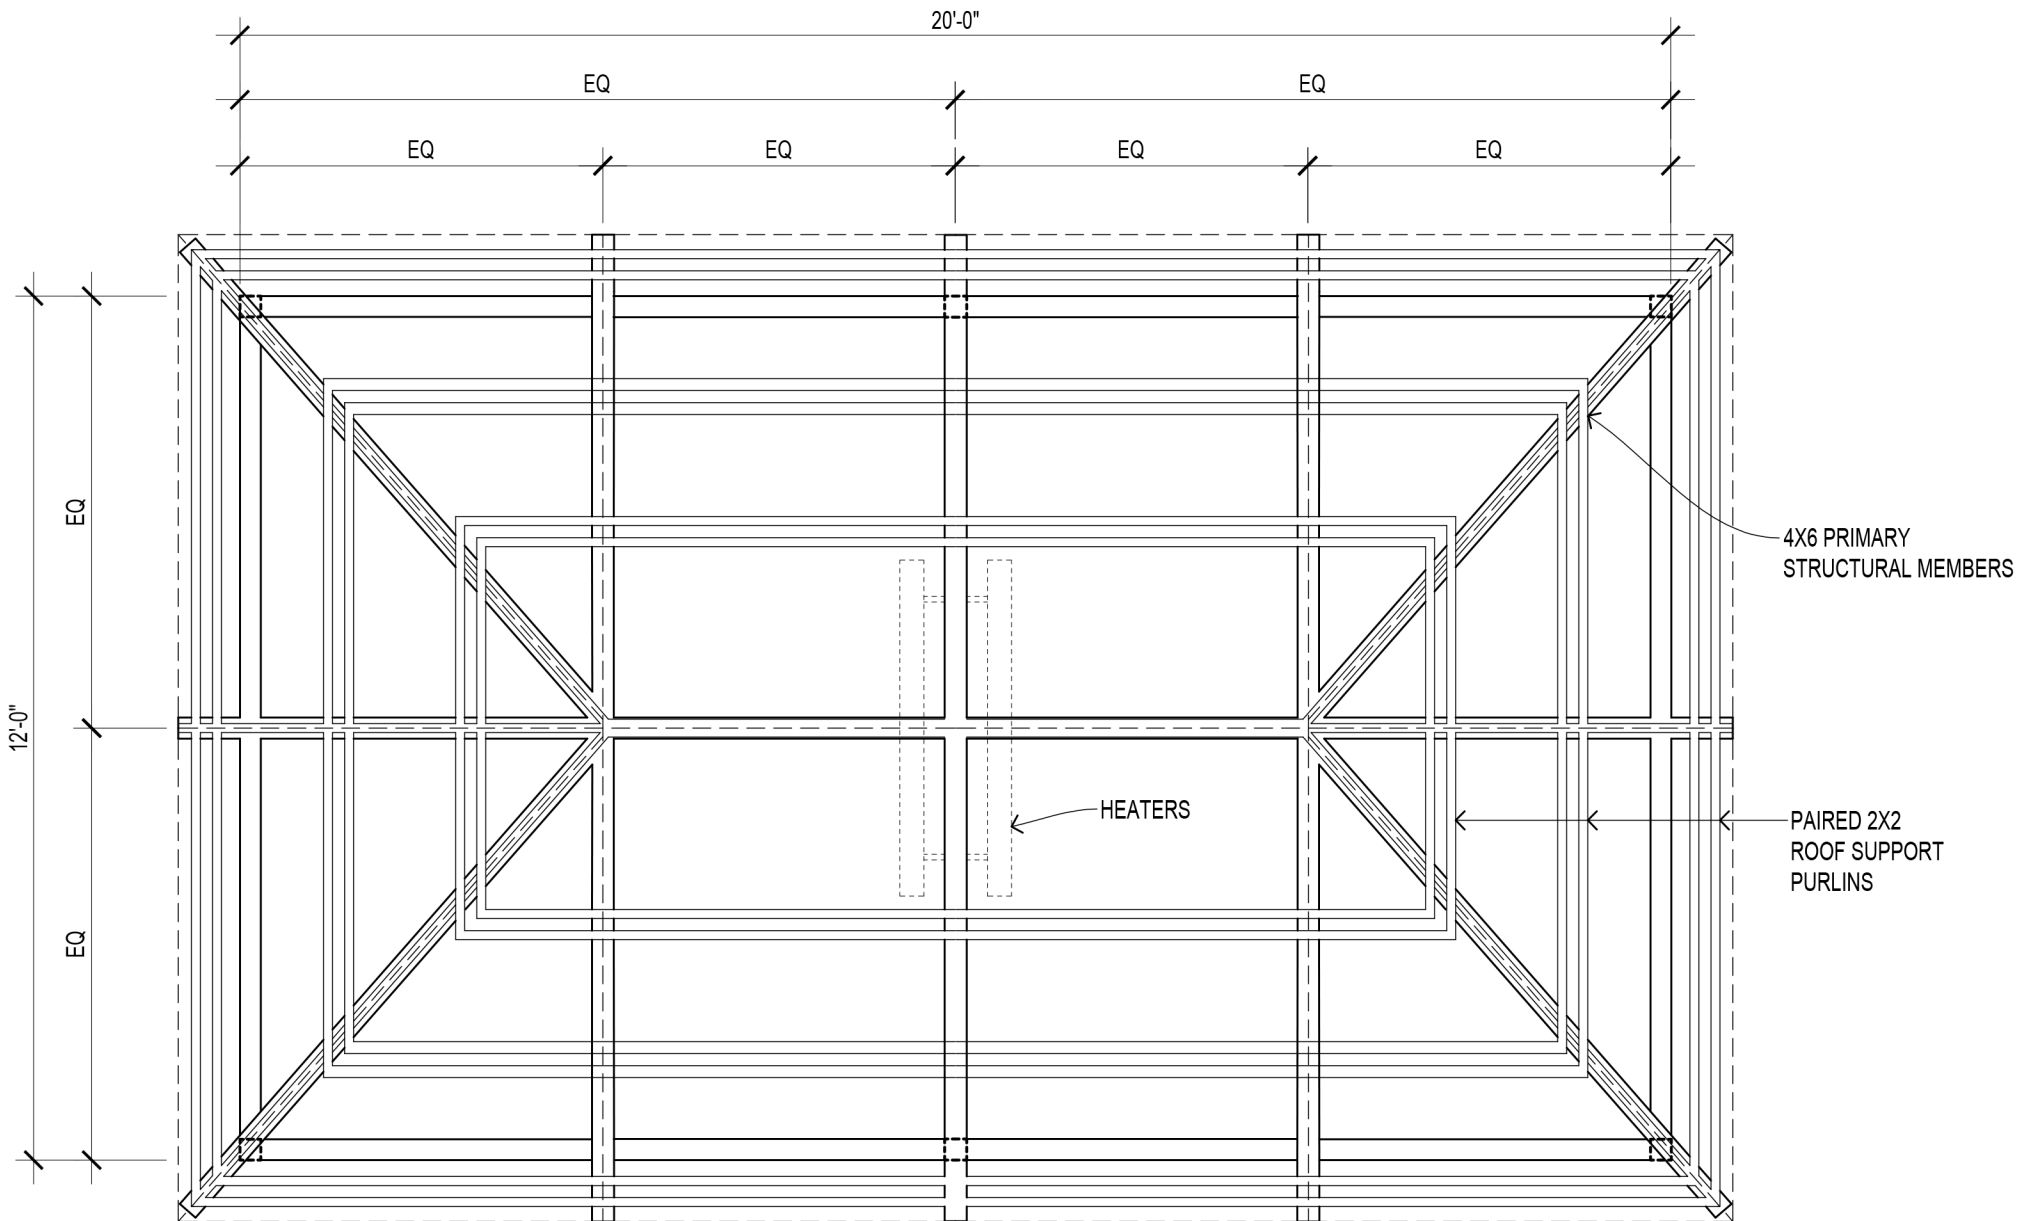 20'-0"
EQ
EQ
EQ
EQ
EQ
EQ
EQ
12'-0"
EQ
4X6 PRIMARY
STRUCTURAL MEMBERS
HEATERS
PAIRED 2X2
ROOF SUPPORT
PURLINS